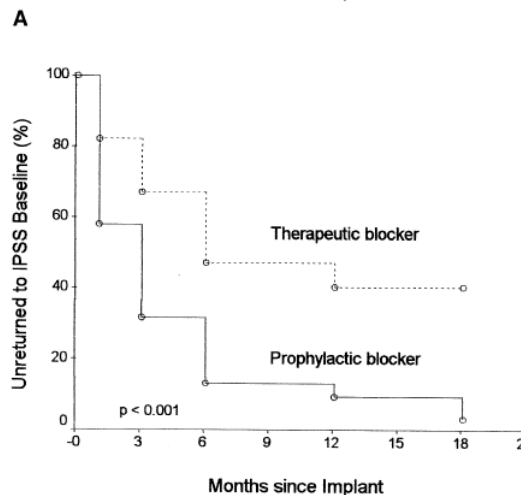 A
Unreturned to IPSS Baseline (%)
100
80
60
40
20
0
Therapeutic blocker
Prophylactic blocker
p < 0.001
-0 3 6 9 12 15 18
Months since Implant